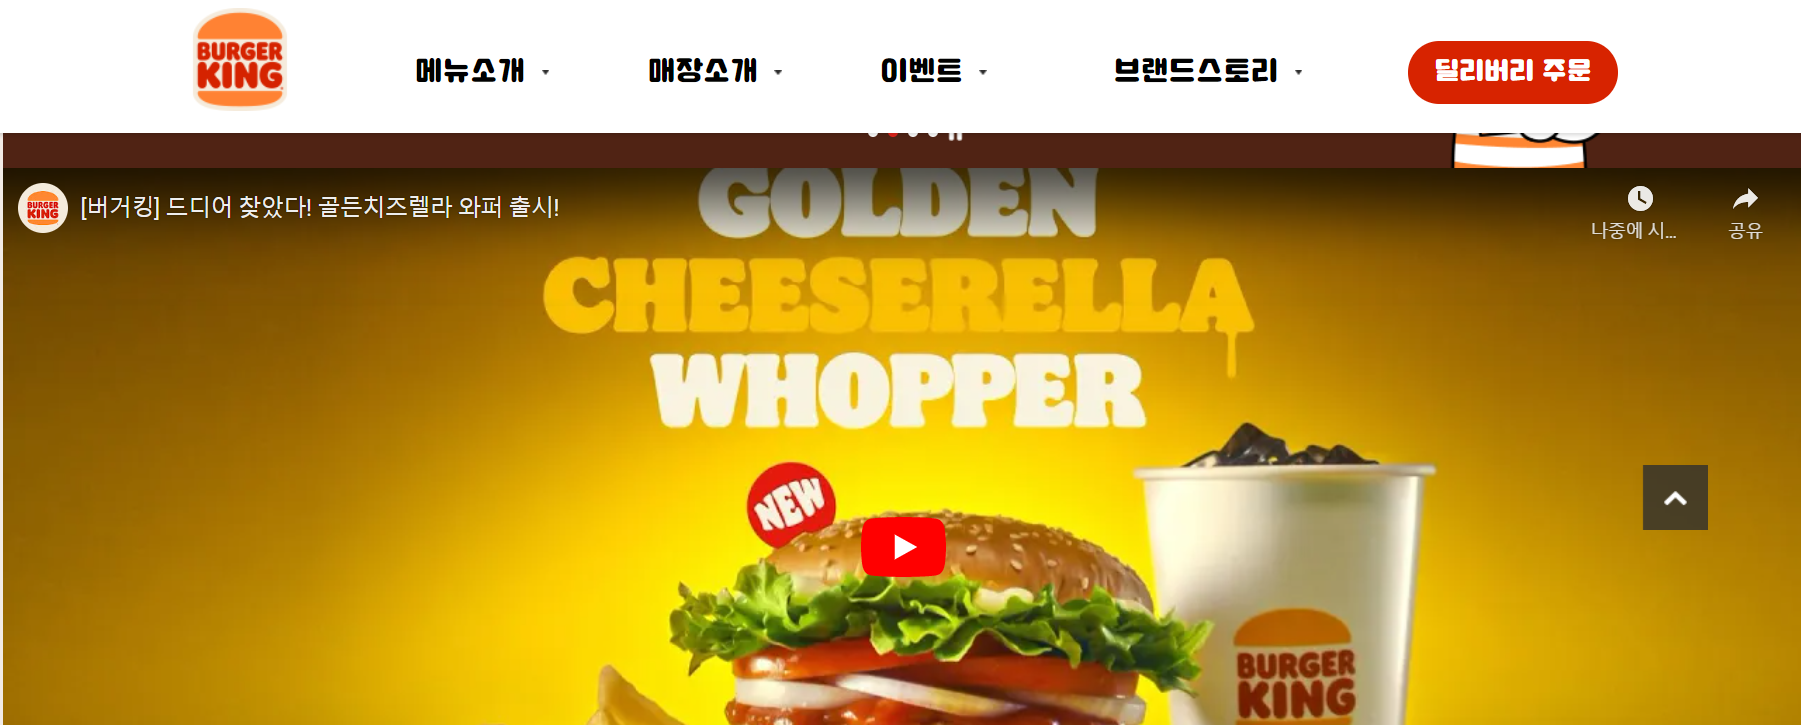 BURGER
KING
메뉴소개
매장소개
이벤트
브랜드스토리
딜리버리 주문
BURGER
KING
[버거킹] 드디어 찾았다! 골든치즈렐라 와퍼 출시!
나중에 시...
공유
GOLDEN
CHEESERELLA
WHOPPER
NEW
BURGER
KING